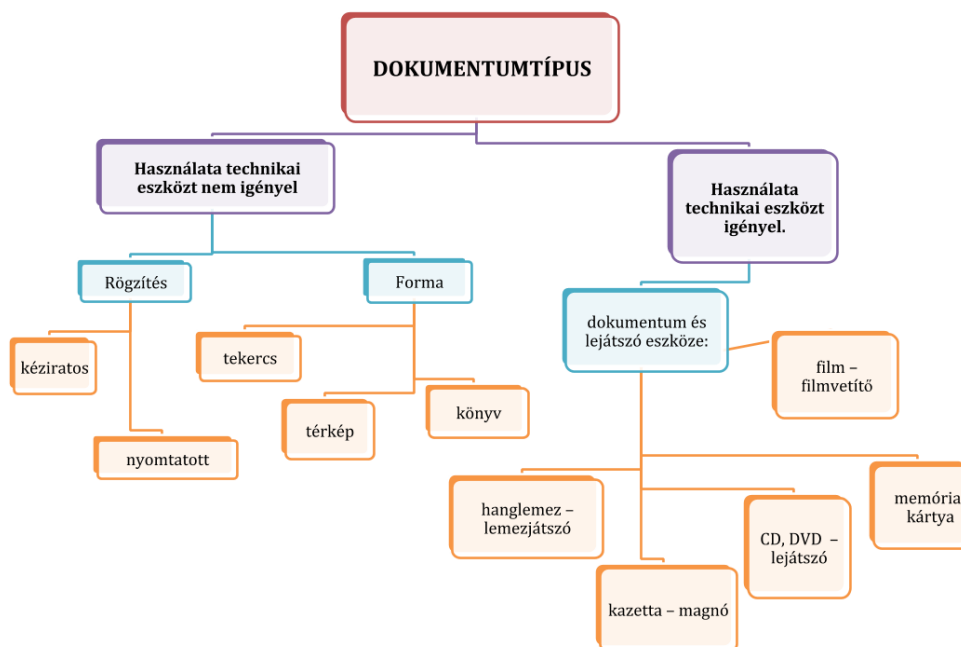 DOKUMENTUMTÍPUS
Használata technikai
eszközt nem igényel
Használata
technikai eszközt
igényel.
Rögzítés
Forma
dokumentum és
lejátszó eszköze:
kéziratos
nyomtatott
tekercs
térkép
könyv
film –
filmvetítő
hanglemez –
lemezjátszó
kazetta – magnó
CD, DVD –
lejátszó
memória
kártya